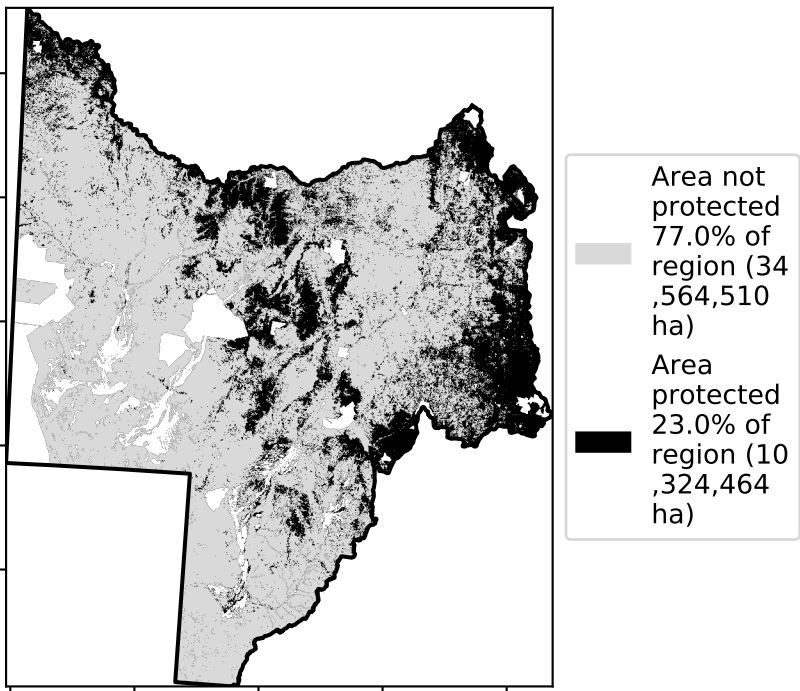 Area not
protected
77.0% of
region (34
,564,510
ha)
Area
protected
23.0% of
region (10
,324,464
ha)